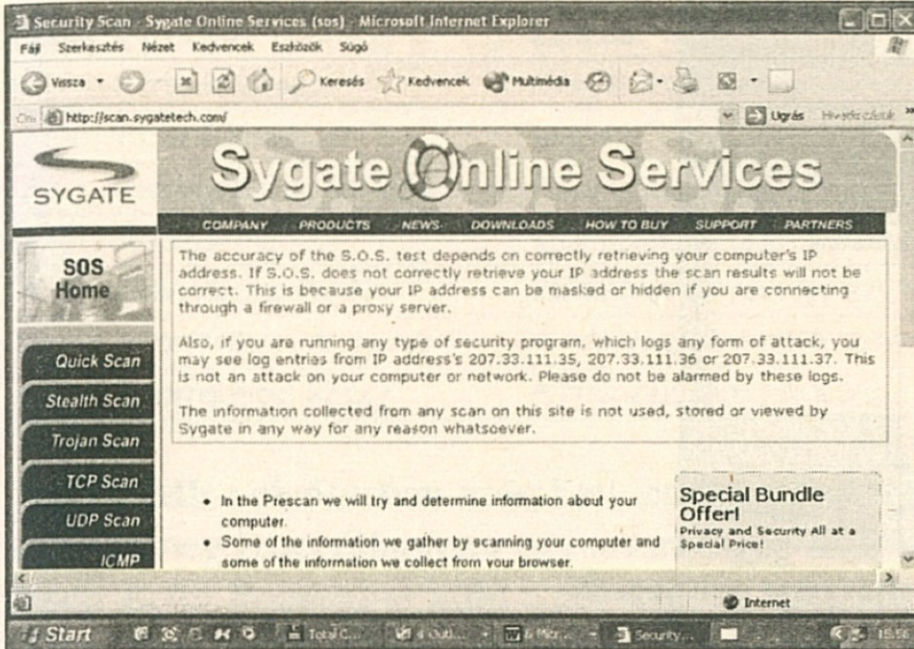 Security Scan - Sygate Online Services (sos) - Microsoft Internet Explorer
Fájl Szerkesztés Nézet Kedvencek Eszközök Súgó
Vissza Keresés Kedvencek Multimédia
http://scan.sygatetech.com/ Ugrás Hivatkozások »
SYGATE
Sygate Online Services
COMPANY PRODUCTS NEWS DOWNLOADS HOW TO BUY SUPPORT PARTNERS
SOS
Home
Quick Scan
Stealth Scan
Trojan Scan
TCP Scan
UDP Scan
ICMP
The accuracy of the S.O.S. test depends on correctly retrieving your computer's IP
address. If S.O.S. does not correctly retrieve your IP address the scan results will not be
correct. This is because your IP address can be masked or hidden if you are connecting
through a firewall or a proxy server.
Also, if you are running any type of security program, which logs any form of attack, you
may see log entries from IP address's 207.33.111.35, 207.33.111.36 or 207.33.111.37. This
is not an attack on your computer or network. Please do not be alarmed by these logs.
The information collected from any scan on this site is not used, stored or viewed by
Sygate in any way for any reason whatsoever.
• In the Prescan we will try and determine information about your
computer.
• Some of the information we gather by scanning your computer and
some of the information we collect from your browser.
Special Bundle
Offer!
Privacy and Security All at a
Special Price!
Internet
Start Total C... 4 Outl... 6 Micr... Security... 15:56